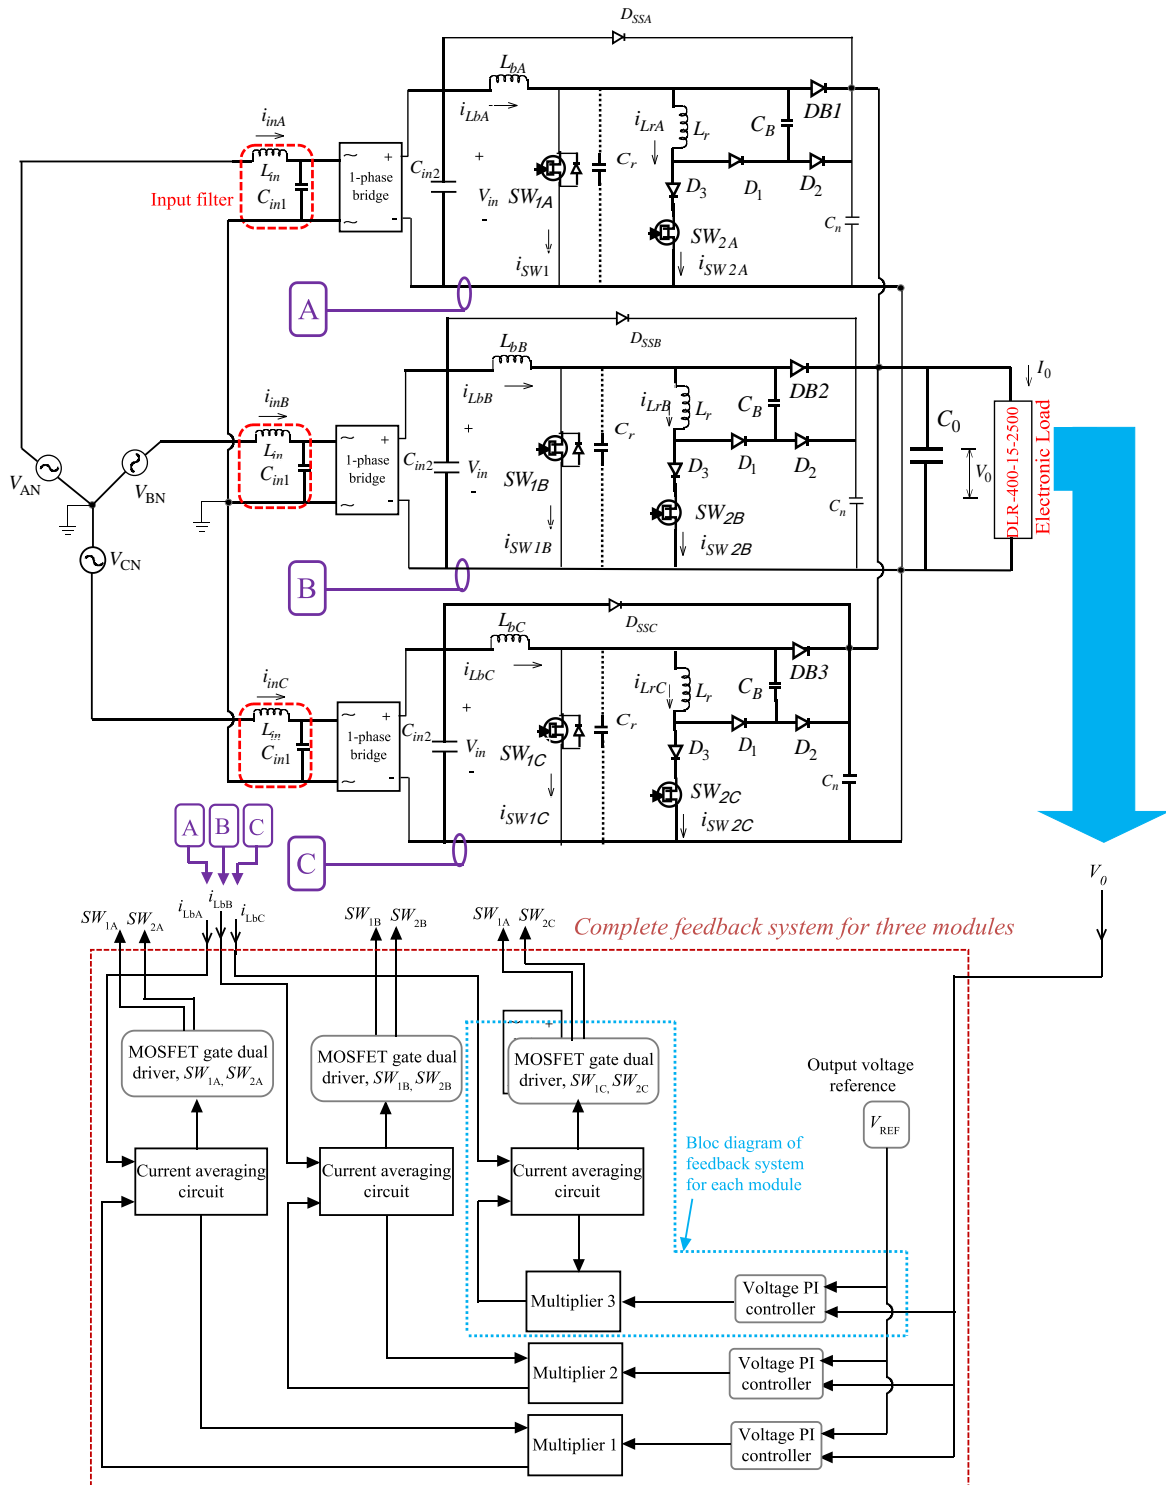 D_SSA
L_bA
i_LbA
i_inA
L_in
C_in1
Input filter
~
+
1-phase
bridge
~
-
C_in2
+
V_in
-
SW_1A
i_SW1
C_r
i_LrA
L_r
C_B
DB1
D_3
D_1
D_2
SW_2A
i_SW2A
C_n
A
D_SSB
L_bB
i_LbB
i_inB
L_in
C_in1
~
+
1-phase
bridge
~
-
C_in2
+
V_in
-
SW_1B
i_SW1B
C_r
i_LrB
L_r
C_B
DB2
D_3
D_1
D_2
SW_2B
i_SW2B
C_n
B
C_0
V_0
I_0
DLR-400-15-2500
Electronic Load
V_AN
V_BN
V_CN
D_SSC
L_bC
i_LbC
i_inC
L_in
C_in1
~
+
1-phase
bridge
~
-
C_in2
+
V_in
-
SW_1C
i_SW1C
C_r
i_LrC
L_r
C_B
DB3
D_3
D_1
D_2
SW_2C
i_SW2C
C_n
C
A B C
V_0
SW_1A SW_2A i_LbA i_LbB i_LbC
SW_1B SW_2B
SW_1A SW_2C
Complete feedback system for three modules
MOSFET gate dual
driver, SW_1A, SW_2A
MOSFET gate dual
driver, SW_1B, SW_2B
~ +
MOSFET gate dual
driver, SW_1C, SW_2C
Output voltage
reference
V_REF
Current averaging
circuit
Current averaging
circuit
Current averaging
circuit
Bloc diagram of
feedback system
for each module
Multiplier 3
Voltage PI
controller
Multiplier 2
Voltage PI
controller
Multiplier 1
Voltage PI
controller